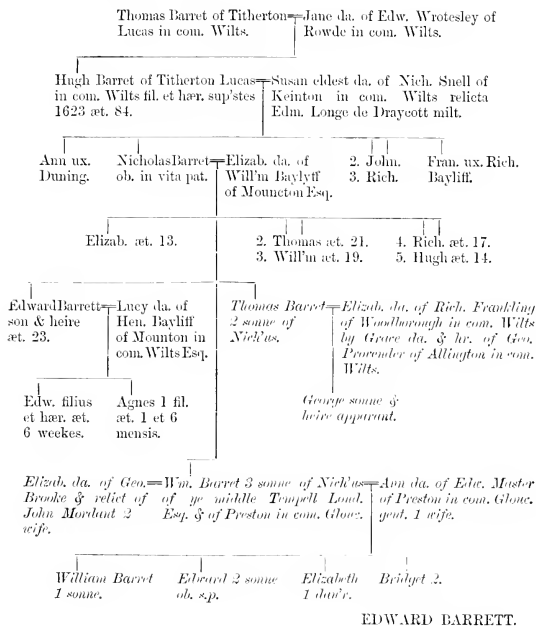 Thomas Barret of Titherton Lucas in com. Wilts.
Jane da. of Edw. Wrotesley of Rowde in com. Wilts.
Hugh Barret of Titherton Lucas
in com. Wilts fil. et hær. sup'stes
1623 æt. 84.
Susan eldest da. of Nich. Snell of
Keinton in com. Wilts relicta
Edm. Longe de Draycott milt.
Ann ux.
Duning.
Nicholas Barret
ob. in vita pat.
Elizab. da. of
Will'm Baylyff
of Mouncton Esq.
2. John.
3. Rich.
Fran. ux. Rich.
Bayliff.
Elizab. æt. 13.
2. Thomas æt. 21.
3. Will'm æt. 19.
4. Rich. æt. 17.
5. Hugh æt. 14.
Edward Barrett
son & heire
æt. 23.
Lucy da. of
Hen. Bayliff
of Mounton in
com. Wilts Esq.
Thomas Barret
2 sonne of
Nich'us.
Elizab. da. of Rich. Frankling
of Woodborough in com. Wilts
by Grace da. & hr. of Geo.
Procender of Allington in com.
Wilts.
Edw. filius
et hær. æt.
6 weekes.
Agnes 1 fil.
æt. 1 et 6
mensis.
George sonne &
heire apparant.
Elizab. da. of Geo.
Brooke & relict of
John Mordant 2
wife.
Wm. Barret 3 sonne of Nich'us
of ye middle Tempell Lond.
Esq. & of Preston in com. Glouc.
Ann da. of Edw. Master
of Preston in com. Glouc.
gent. 1 wife.
William Barret
1 sonne.
Edward 2 sonne
ob. s.p.
Elizabeth
1 dau'r.
Bridget 2.
EDWARD BARRETT.